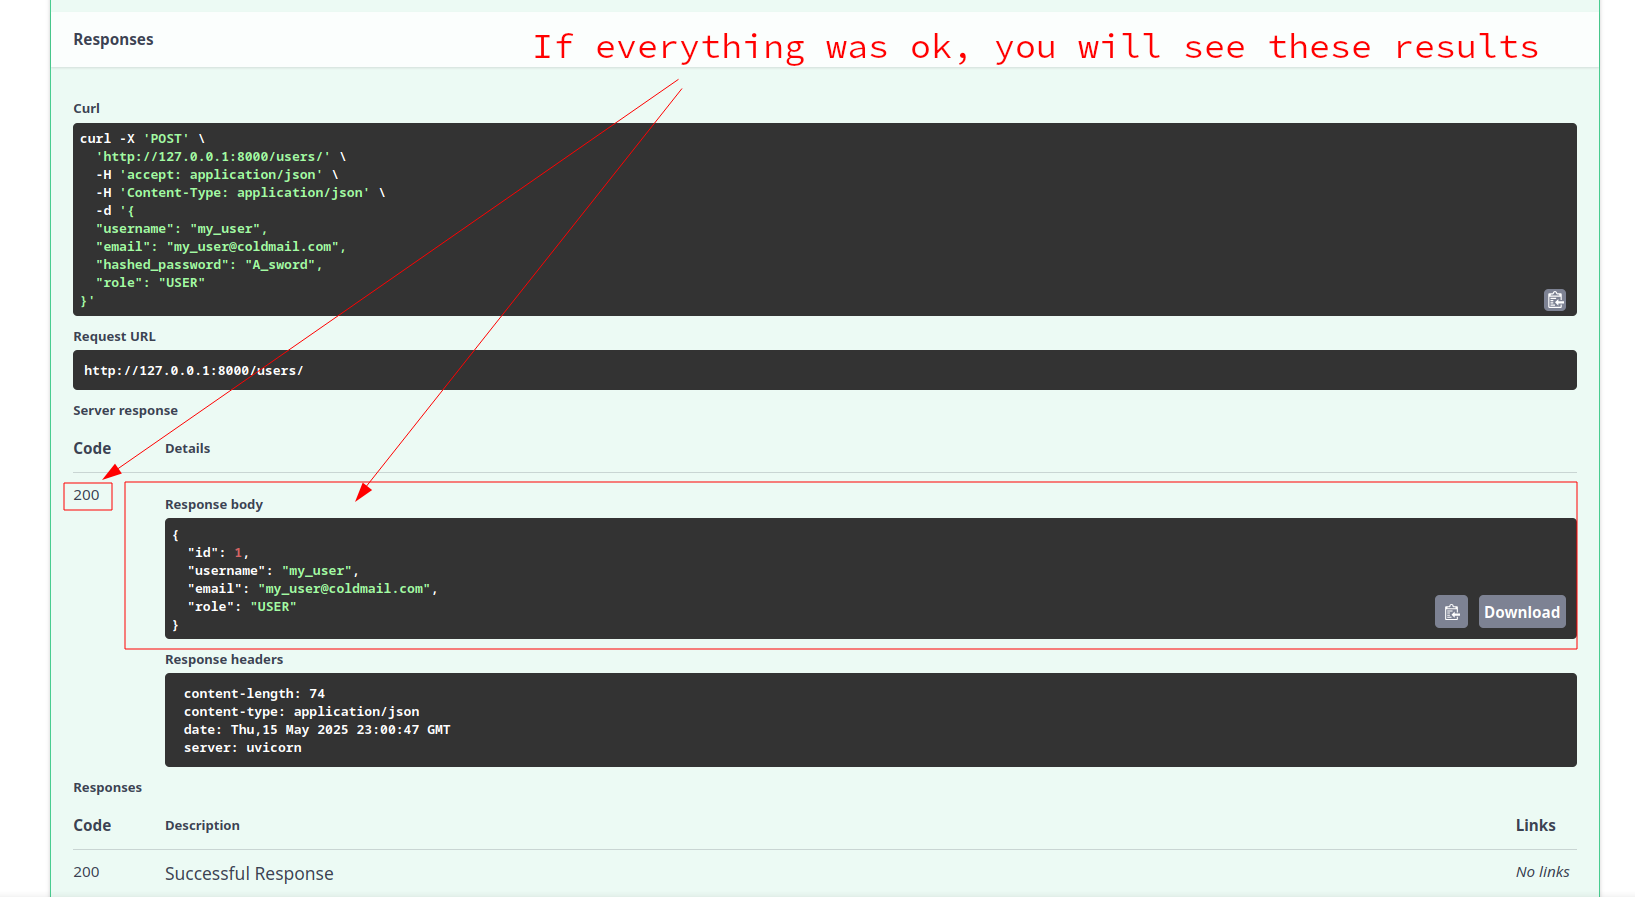 Responses
If everything was ok, you will see these results
Curl
curl -X 'POST' \
  'http://127.0.0.1:8000/users/' \
  -H 'accept: application/json' \
  -H 'Content-Type: application/json' \
  -d '{
  "username": "my_user",
  "email": "my_user@coldmail.com",
  "hashed_password": "A_sword",
  "role": "USER"
}'
Request URL
http://127.0.0.1:8000/users/
Server response
Code Details
200
Response body
{
  "id": 1,
  "username": "my_user",
  "email": "my_user@coldmail.com",
  "role": "USER"
}
Download
Response headers
content-length: 74
content-type: application/json
date: Thu,15 May 2025 23:00:47 GMT
server: uvicorn
Responses
Code Description Links
200 Successful Response No links